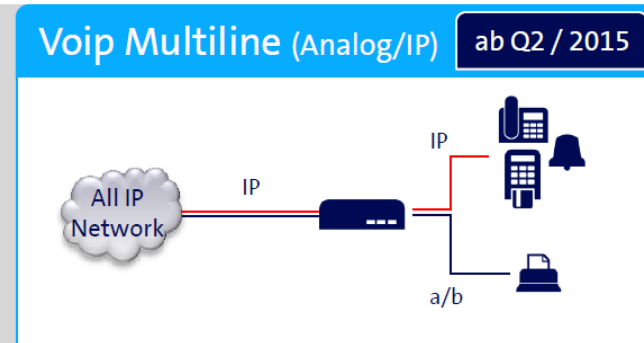 Voip Multiline (Analog/IP)
ab Q2 / 2015
IP
IP
All IP
Network
a/b